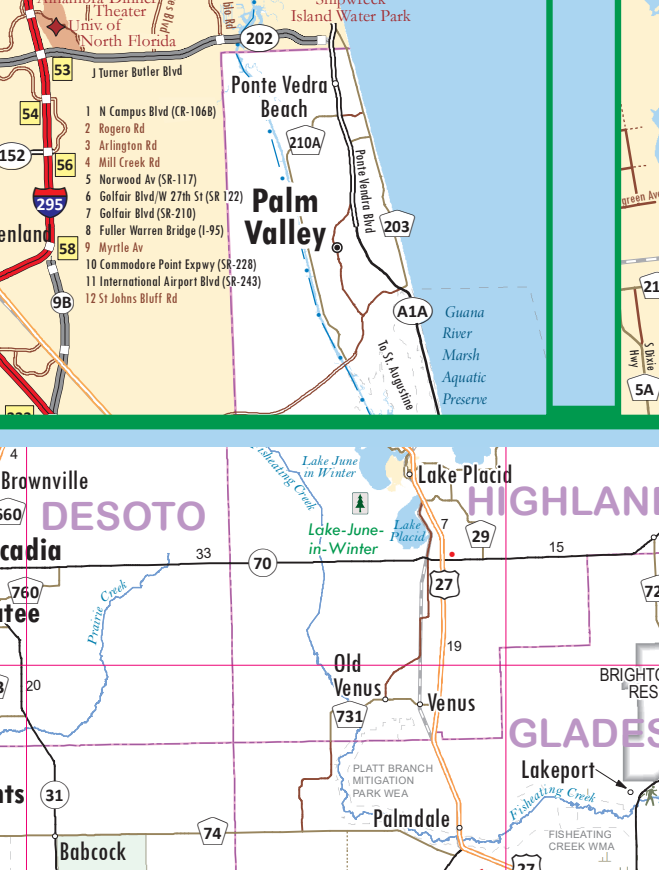 Theater
Univ. of
North Florida
Island Water Park
202
53
J Turner Butler Blvd
Ponte Vedra
Beach
54
1 N Campus Blvd (CR-106B)
2 Rogero Rd
3 Arlington Rd
4 Mill Creek Rd
5 Norwood Av (SR-117)
6 Golfair Blvd/W 27th St (SR 122)
7 Golfair Blvd (SR-210)
8 Fuller Warren Bridge (I-95)
9 Myrtle Av
10 Commodore Point Expwy (SR-228)
11 International Airport Blvd (SR-243)
12 St Johns Bluff Rd
152
56
295
58
9B
210A
Ponte Vendra Blvd
Palm
Valley
203
A1A
Guana
River
Marsh
Aquatic
Preserve
To St. Augustine
S Dixie
Hwy
5A
4
Brownville
DESOTO
Fisheating Creek
Lake June
in Winter
Lake Placid
HIGHLAN
Lake-June-
in-Winter
Lake
Placid
7
29
15
33
70
27
760
Prairie Creek
19
Old
Venus
Venus
731
20
BRIGHTO
RES
GLADES
Lakeport
PLATT BRANCH
MITIGATION
PARK WEA
31
Palmdale
Fisheating Creek
74
Babcock
FISHEATING
CREEK WMA
27